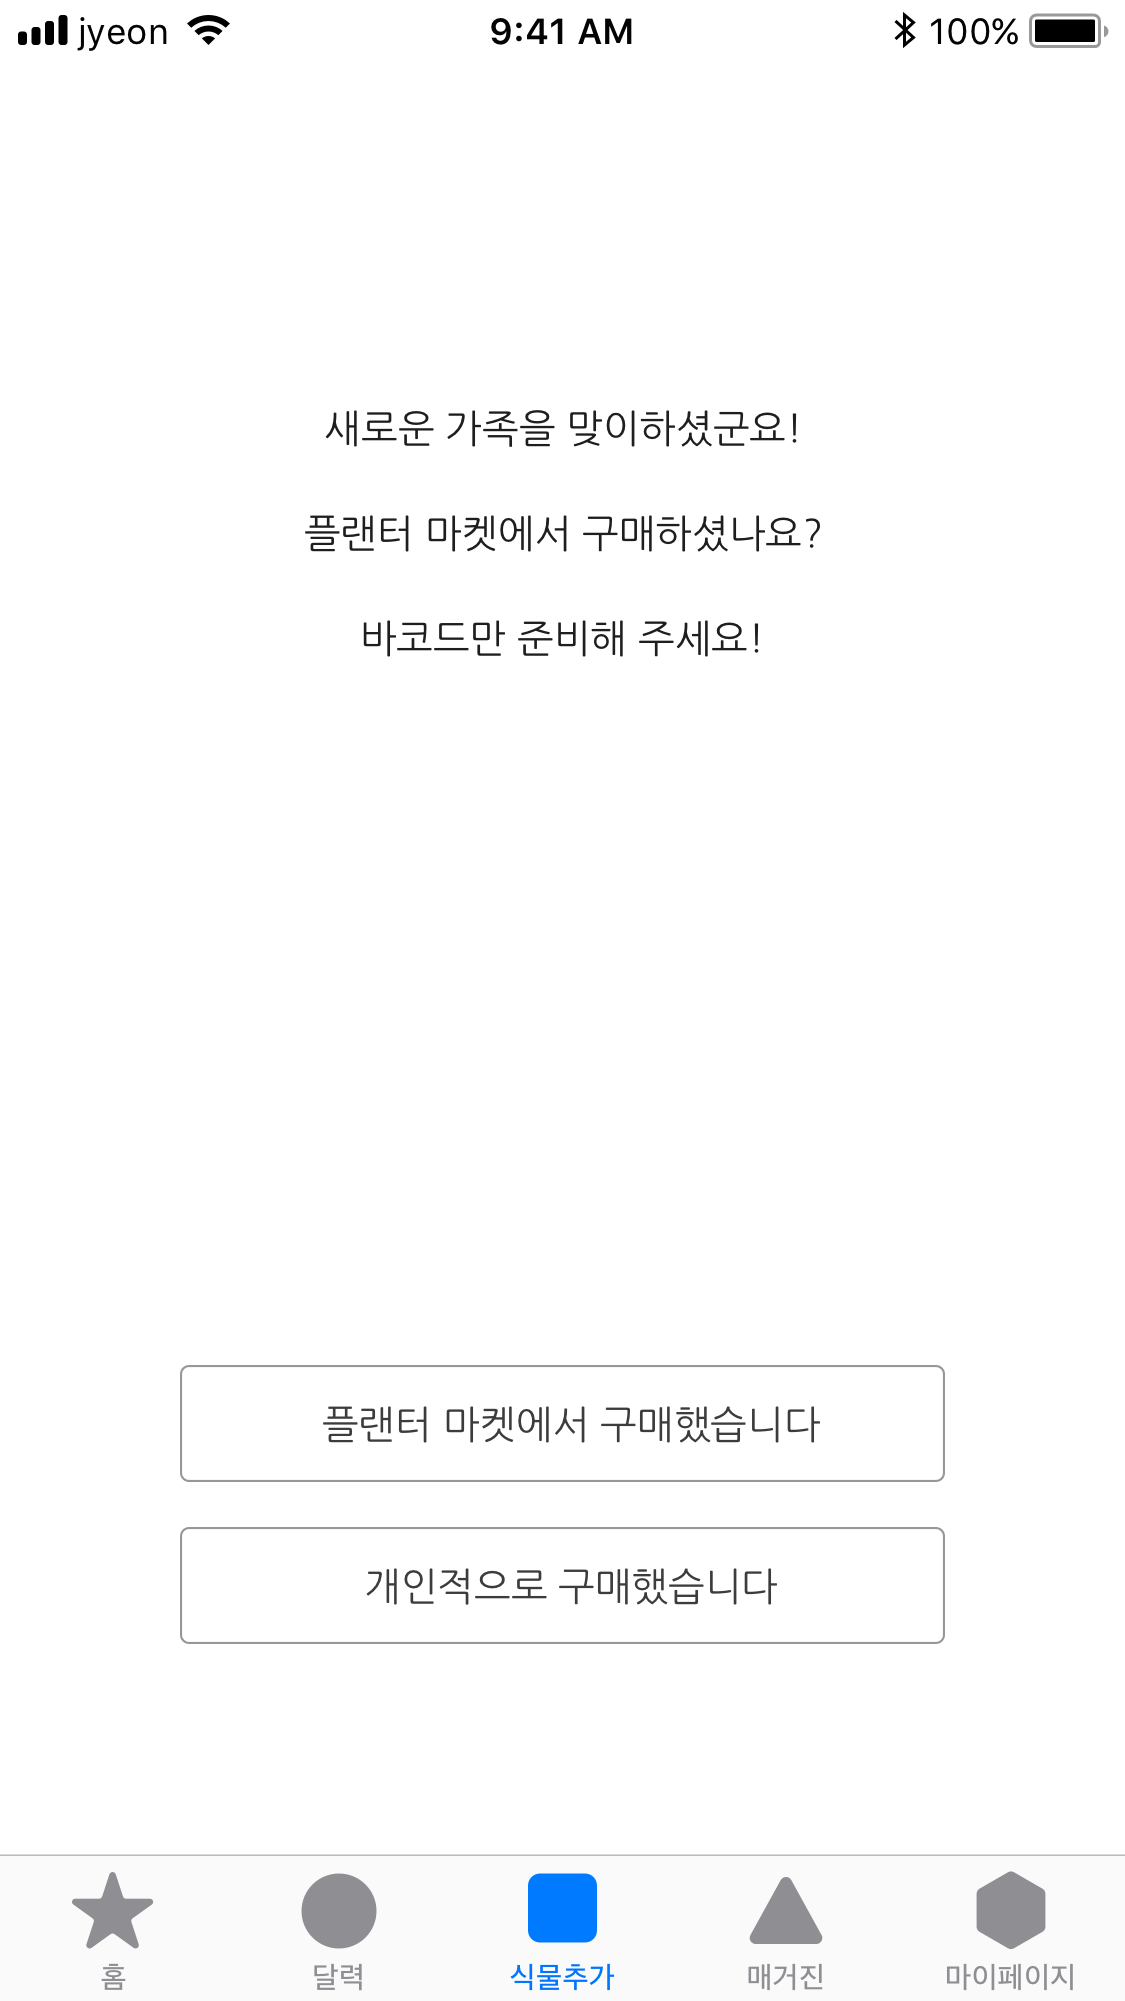 jyeon 9:41 AM 100%
새로운 가족을 맞이하셨군요!
플랜터 마켓에서 구매하셨나요?
바코드만 준비해 주세요!
플랜터 마켓에서 구매했습니다
개인적으로 구매했습니다
홈 달력 식물추가 매거진 마이페이지